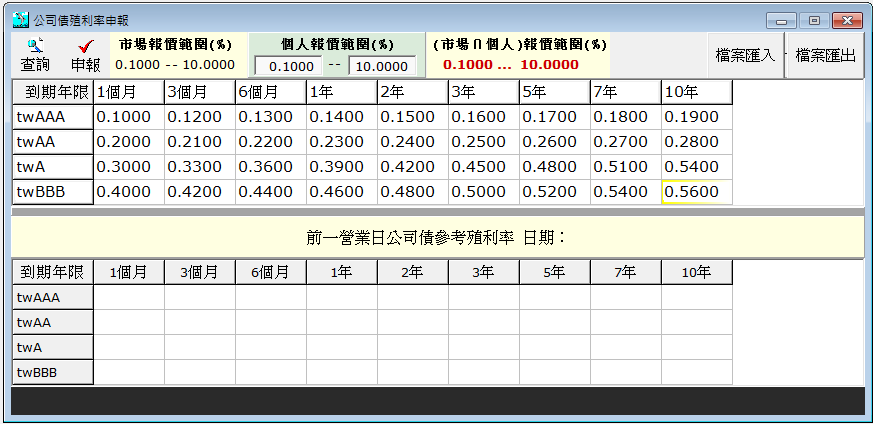 公司債殖利率申報
查詢 申報 市場報價範圍(%) 個人報價範圍(%) (市場∩個人)報價範圍(%) 檔案匯入 檔案匯出
0.1000 -- 10.0000 0.1000 -- 10.0000 0.1000 ... 10.0000
到期年限 1個月 3個月 6個月 1年 2年 3年 5年 7年 10年
twAAA 0.1000 0.1200 0.1300 0.1400 0.1500 0.1600 0.1700 0.1800 0.1900
twAA 0.2000 0.2100 0.2200 0.2300 0.2400 0.2500 0.2600 0.2700 0.2800
twA 0.3000 0.3300 0.3600 0.3900 0.4200 0.4500 0.4800 0.5100 0.5400
twBBB 0.4000 0.4200 0.4400 0.4600 0.4800 0.5000 0.5200 0.5400 0.5600
前一營業日公司債參考殖利率 日期：
到期年限 1個月 3個月 6個月 1年 2年 3年 5年 7年 10年
twAAA
twAA
twA
twBBB